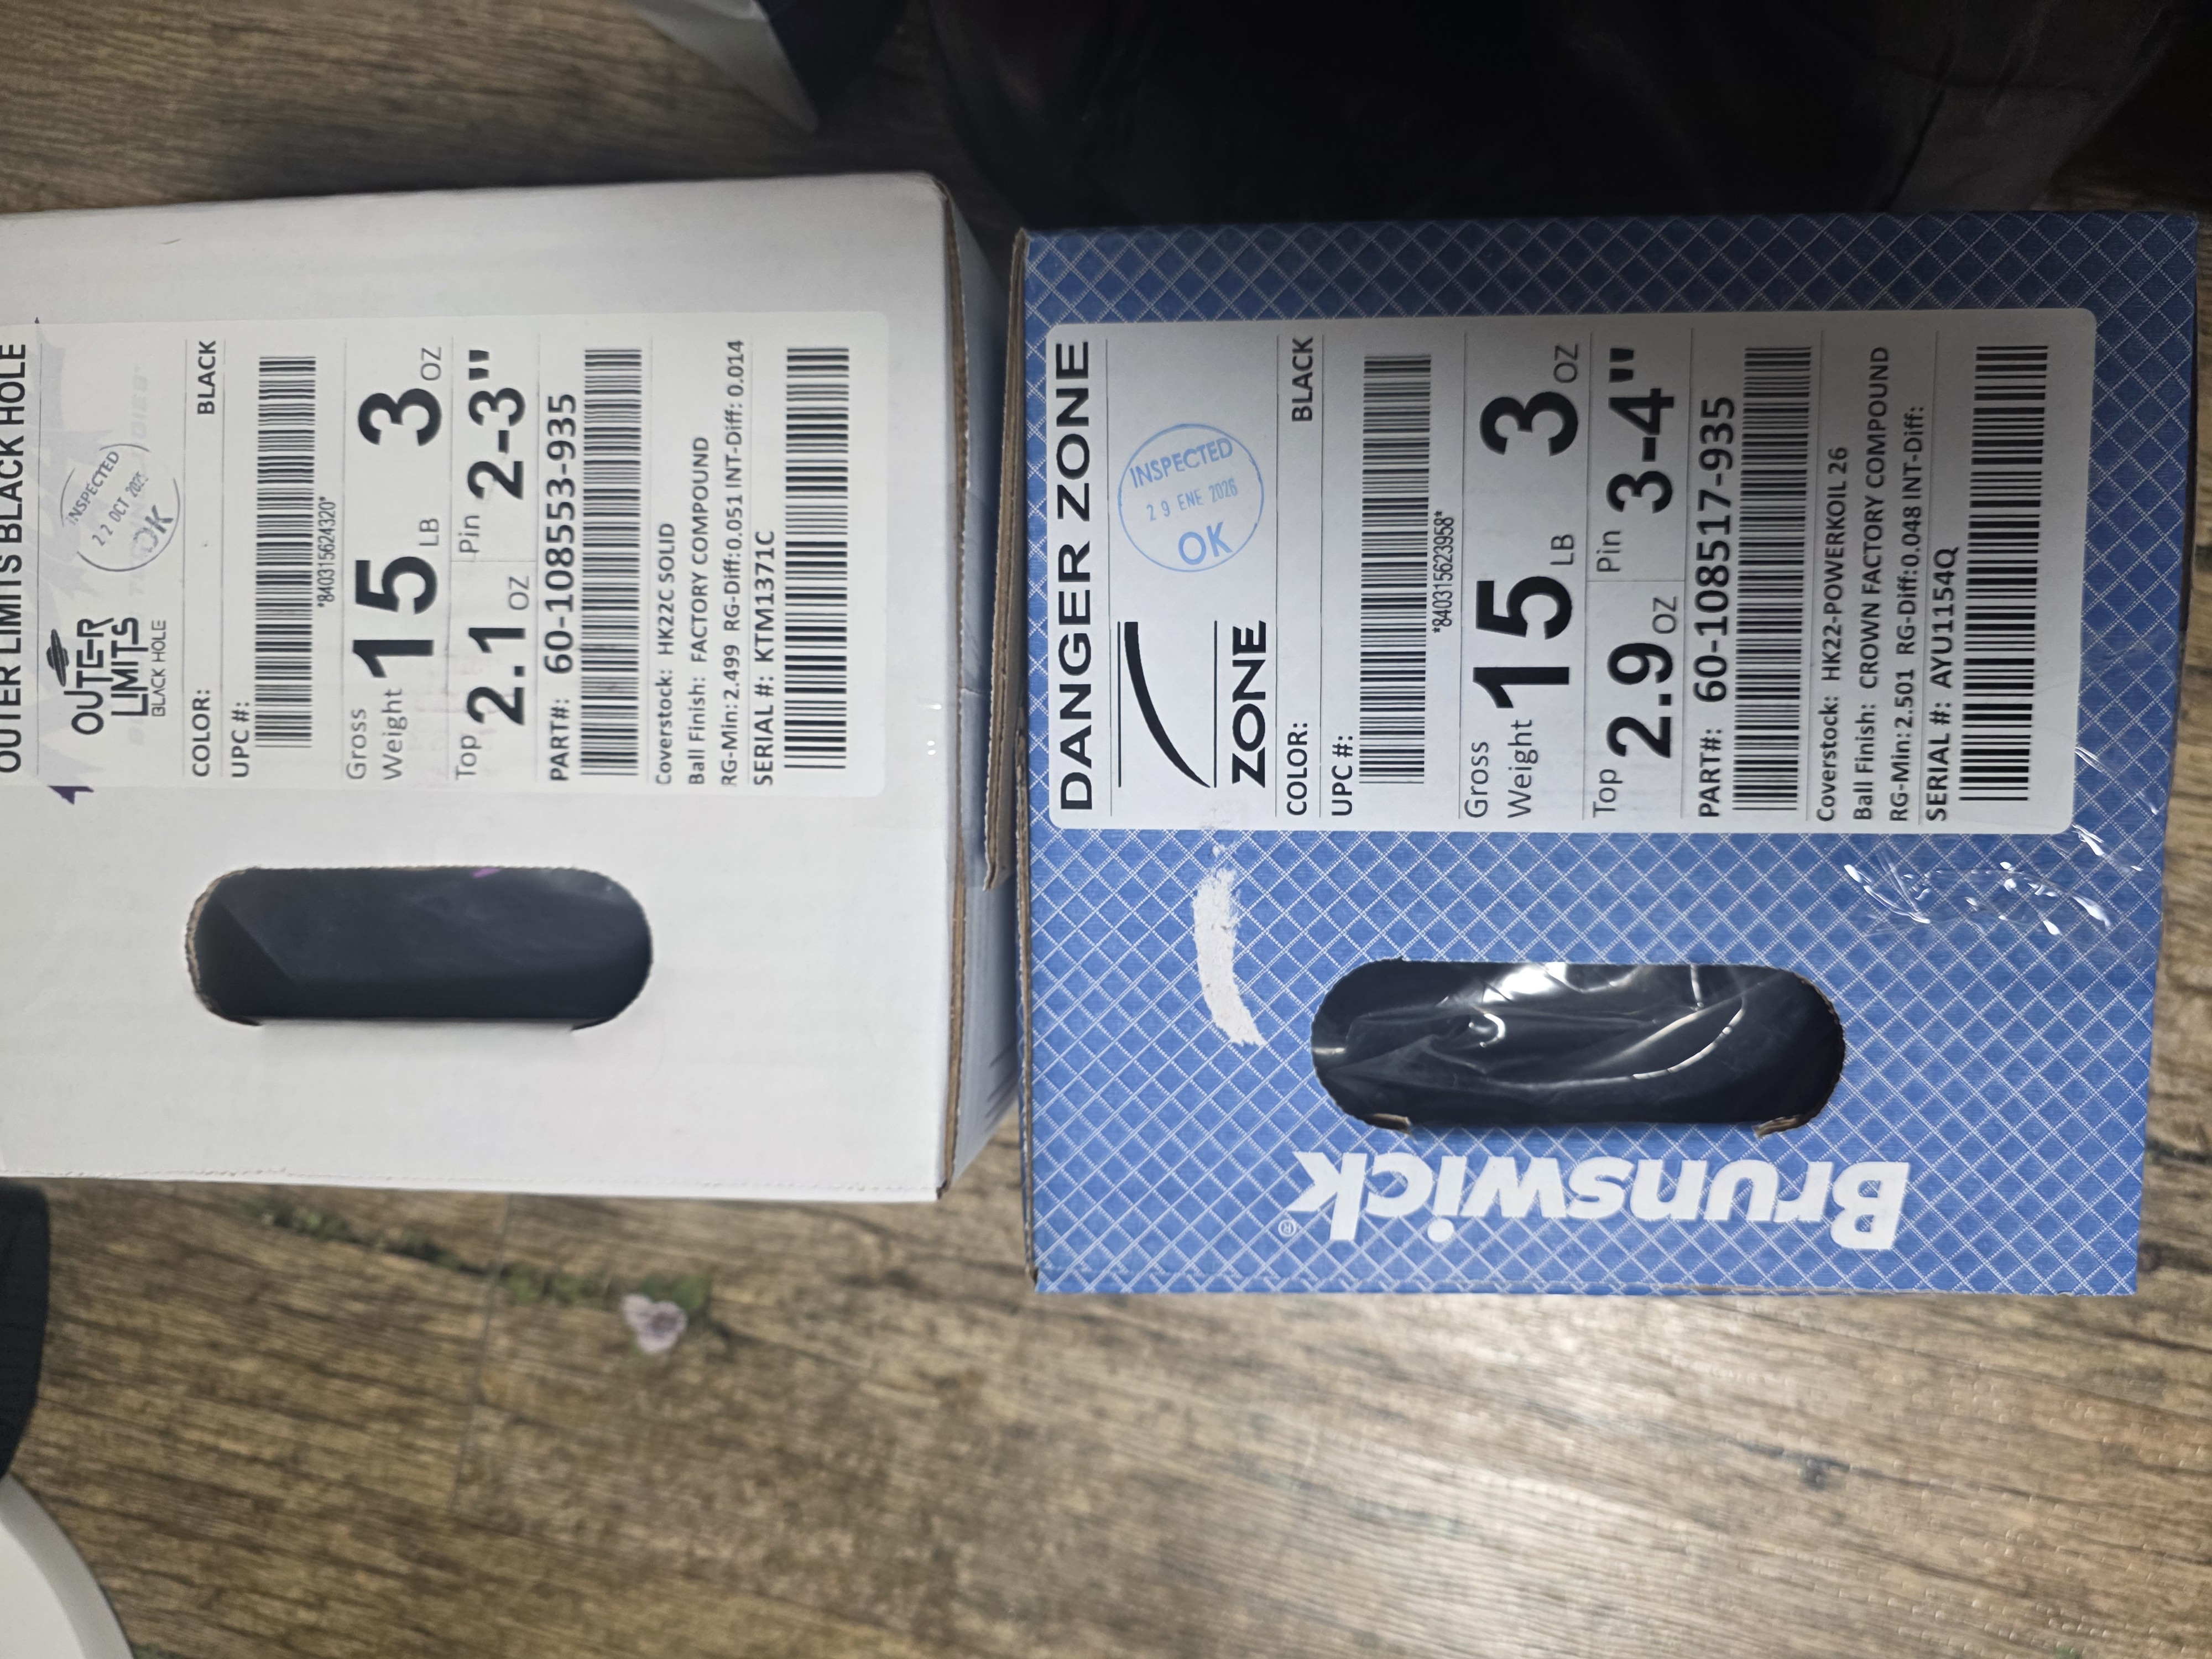 OUTER LIMITS BLACK HOLE
OUTER
LIMITS
BLACK HOLE
INSPECTED
22 OCT 2025
OK
COLOR: BLACK
UPC #:
*840315624320*
Gross
Weight 15 LB 3 OZ
Top 2.1 OZ Pin 2-3"
PART#: 60-108553-935
Coverstock: HK22C SOLID
Ball Finish: FACTORY COMPOUND
RG-Min: 2.499 RG-Diff:0.051 INT-Diff: 0.014
SERIAL #: KTM1371C
DANGER ZONE
ZONE
INSPECTED
29 ENE 2026
OK
COLOR: BLACK
UPC #:
*840315623958*
Gross
Weight 15 LB 3 OZ
Top 2.9 OZ Pin 3-4"
PART#: 60-108517-935
Coverstock: HK22-POWERKOIL 26
Ball Finish: CROWN FACTORY COMPOUND
RG-Min: 2.501 RG-Diff:0.048 INT-Diff:
SERIAL #: AYU1154Q
Brunswick®